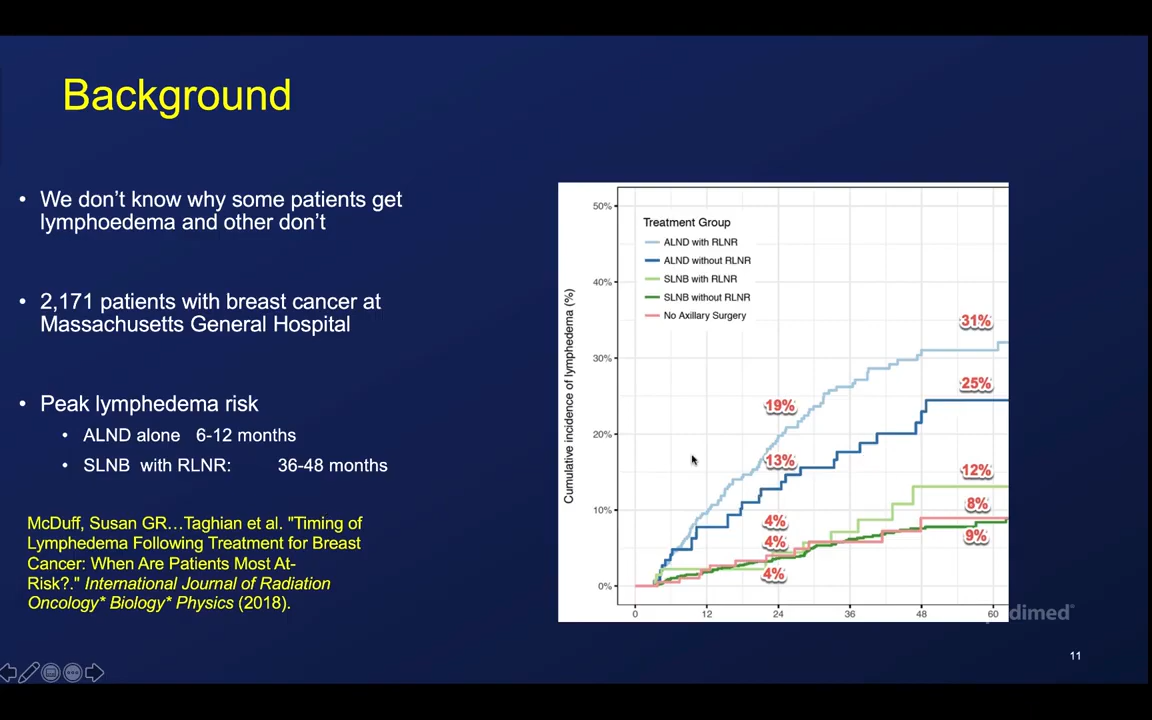 Background
• We don't know why some patients get
lymphoedema and other don't
• 2,171 patients with breast cancer at
Massachusetts General Hospital
• Peak lymphedema risk
• ALND alone 6-12 months
• SLNB with RLNR: 36-48 months
McDuff, Susan GR…Taghian et al. "Timing of
Lymphedema Following Treatment for Breast
Cancer: When Are Patients Most At-
Risk?." International Journal of Radiation
Oncology* Biology* Physics (2018).
Cumulative incidence of lymphedema (%)
50%
40%
30%
20%
10%
0%
Treatment Group
ALND with RLNR
ALND without RLNR
SLNB with RLNR
SLNB without RLNR
No Axillary Surgery
31%
25%
19%
13%
12%
8%
9%
4%
4%
4%
0 12 24 36 48 60
dimed
11